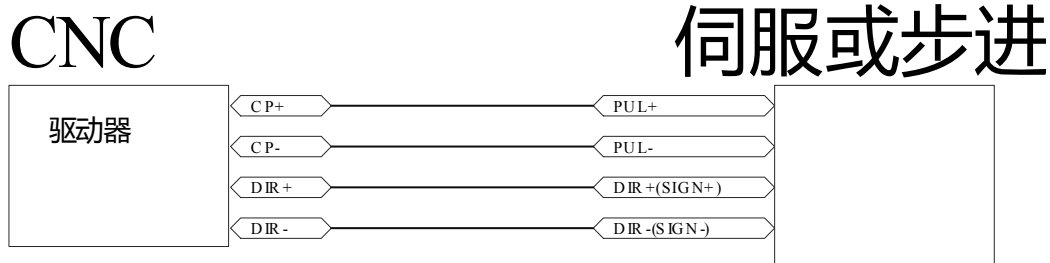 CNC 伺服或步进
驱动器
CP+ PUL+
CP- PUL-
DIR+ DIR+(SIGN+)
DIR- DIR-(SIGN-)